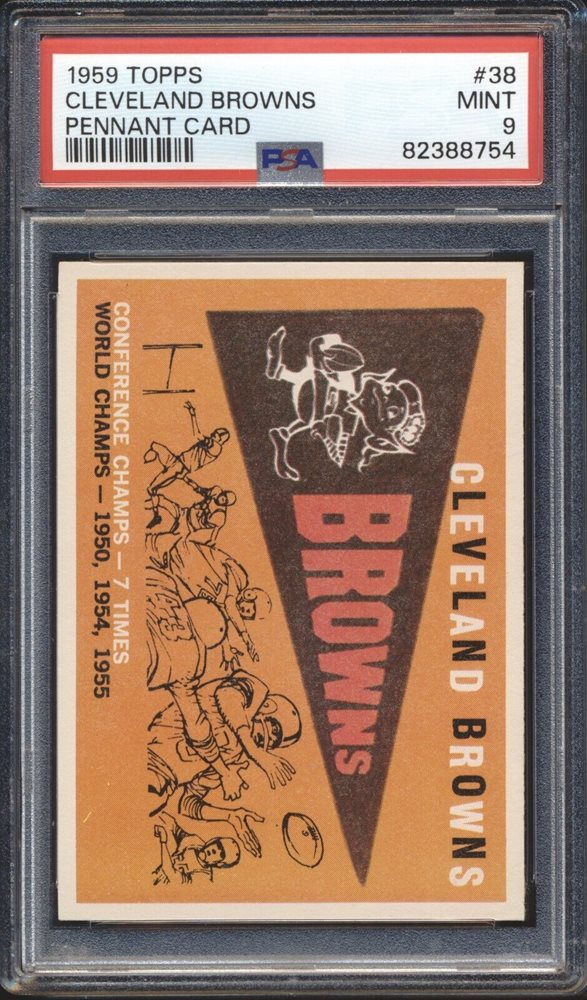 1959 TOPPS #38
CLEVELAND BROWNS MINT
PENNANT CARD 9
PSA 82388754
CLEVELAND BROWNS
BROWNS
CONFERENCE CHAMPS — 7 TIMES
WORLD CHAMPS — 1950, 1954, 1955